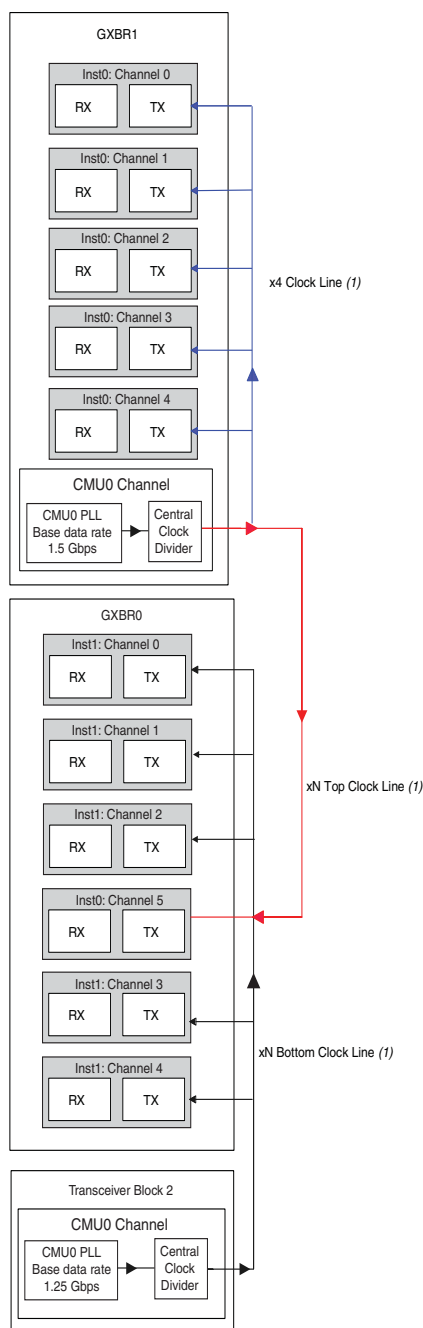 GXBR1
Inst0: Channel 0
RX
TX
Inst0: Channel 1
RX
TX
Inst0: Channel 2
RX
TX
x4 Clock Line (1)
Inst0: Channel 3
RX
TX
Inst0: Channel 4
RX
TX
CMU0 Channel
CMU0 PLL
Base data rate
1.5 Gbps
Central
Clock
Divider
GXBR0
Inst1: Channel 0
RX
TX
Inst1: Channel 1
RX
TX
xN Top Clock Line (1)
Inst1: Channel 2
RX
TX
Inst0: Channel 5
RX
TX
Inst1: Channel 3
RX
TX
xN Bottom Clock Line (1)
Inst1: Channel 4
RX
TX
Transceiver Block 2
CMU0 Channel
CMU0 PLL
Base data rate
1.25 Gbps
Central
Clock
Divider